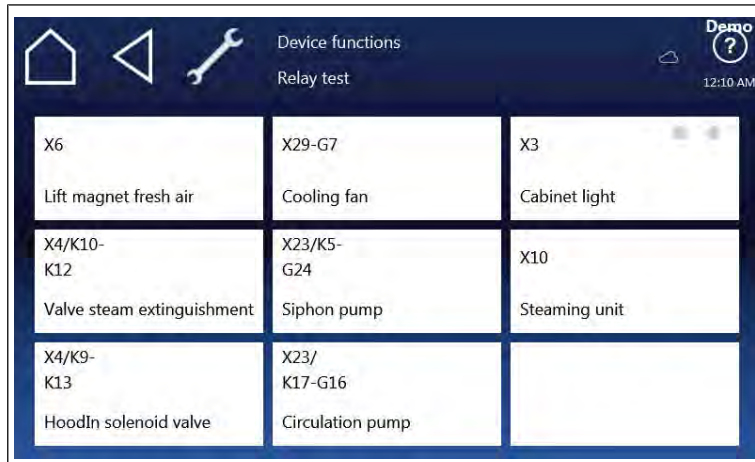 Device functions
Relay test
Demo
?
12:10 AM
X6
Lift magnet fresh air
X29-G7
Cooling fan
X3
Cabinet light
X4/K10-
K12
Valve steam extinguishment
X23/K5-
G24
Siphon pump
X10
Steaming unit
X4/K9-
K13
HoodIn solenoid valve
X23/
K17-G16
Circulation pump